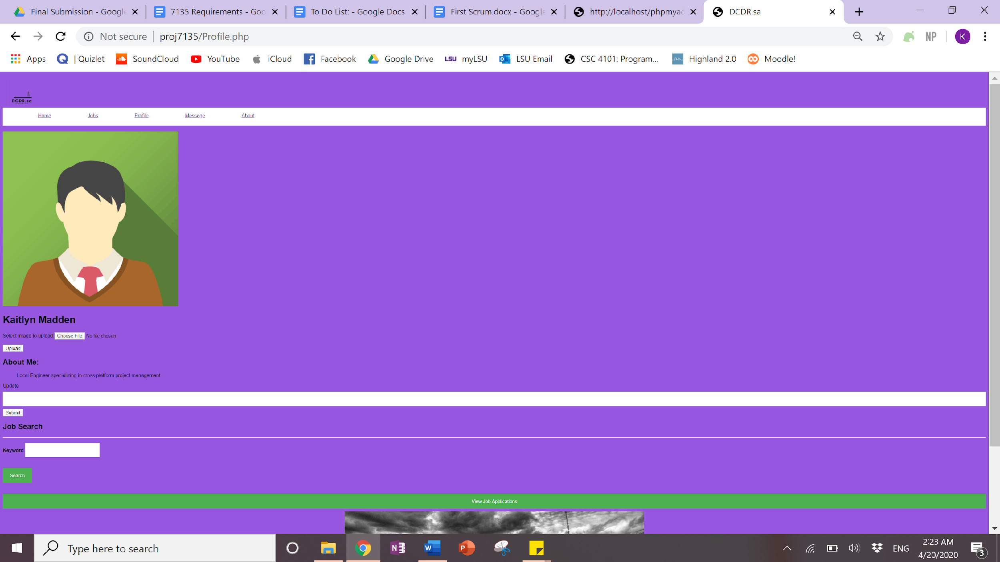 Final Submission - Googl
7135 Requirements - Goo
To Do List: - Google Docs
First Scrum.docx - Google
http://localhost/phpmyad
DCDR.sa
Not secure
proj7135/Profile.php
NP
K
Apps
| Quizlet
SoundCloud
YouTube
iCloud
Facebook
Google Drive
LSU myLSU
LSU Email
CSC 4101: Program...
Highland 2.0
Moodle!
DCDR.sa
Home
Jobs
Profile
Message
About
Kaitlyn Madden
Select image to upload: Choose File No file chosen
Upload
About Me:
Local Engineer specializing in cross platform project management
Update
Submit
Job Search
Keyword
Search
View Job Applications
Type here to search
N
W
P
ENG
2:23 AM
4/20/2020
3